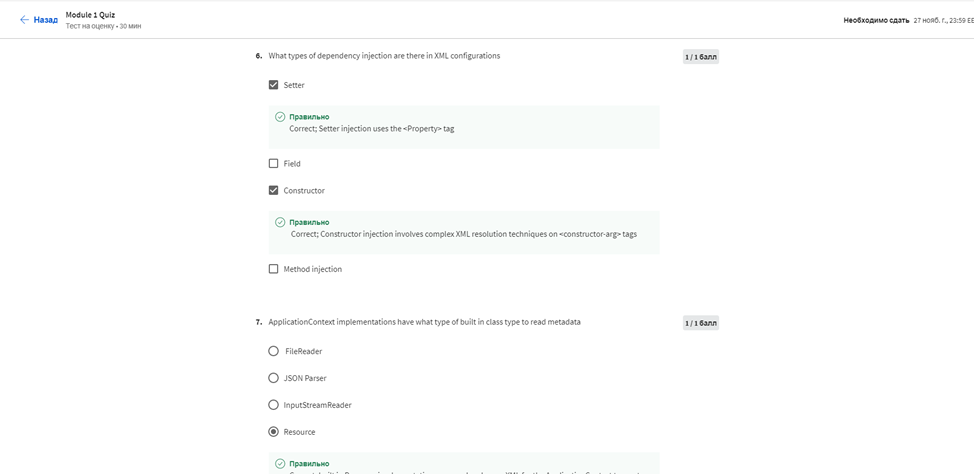 Назад
Module 1 Quiz
Тест на оценку • 30 мин
Необходимо сдать 27 нояб. г., 23:59 EE
6. What types of dependency injection are there in XML configurations
1 / 1 балл
Setter
Правильно
Correct; Setter injection uses the <Property> tag
Field
Constructor
Правильно
Correct; Constructor injection involves complex XML resolution techniques on <constructor-arg> tags
Method injection
7. ApplicationContext implementations have what type of built in class type to read metadata
1 / 1 балл
FileReader
JSON Parser
InputStreamReader
Resource
Правильно